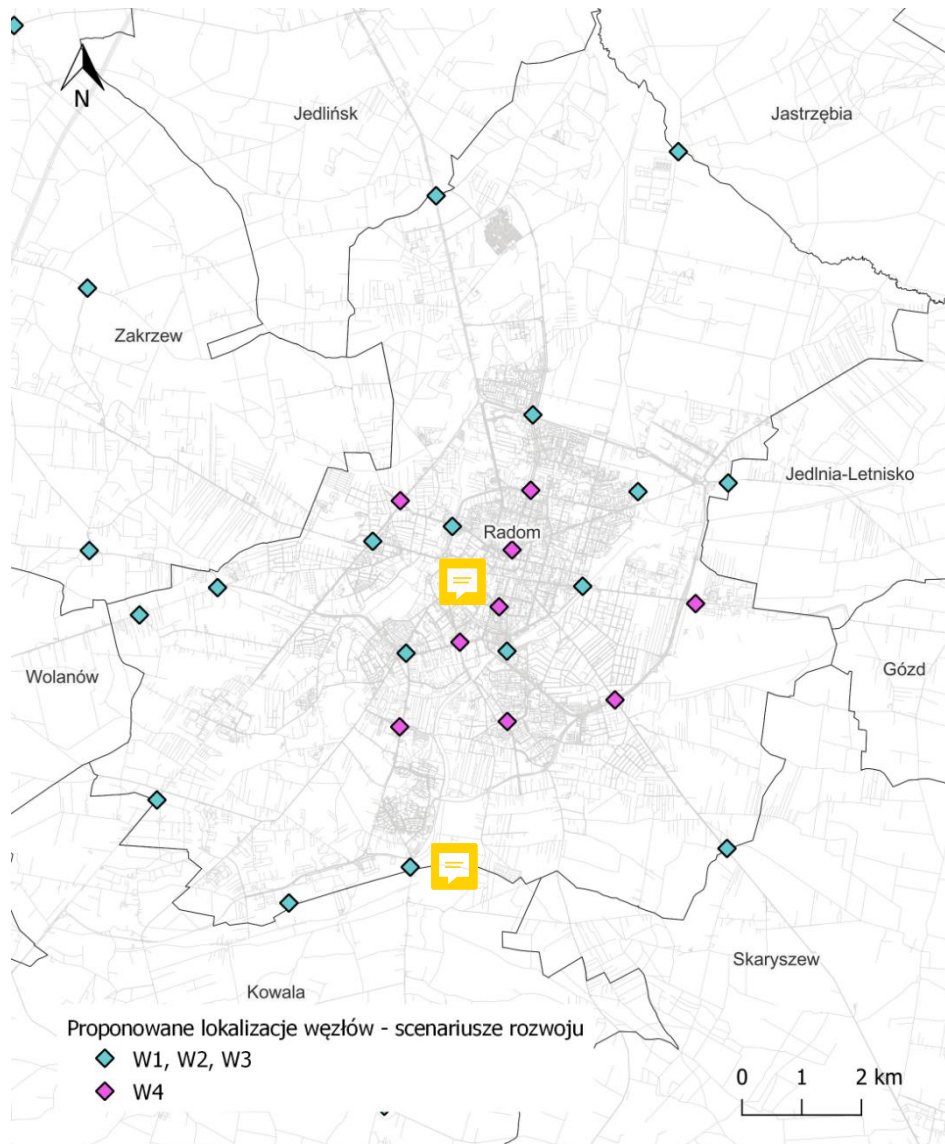 N
Jedlińsk
Jastrzębia
Zakrzew
Jedlnia-Letnisko
Radom
Wolanów
Gózd
Skaryszew
Kowala
Proponowane lokalizacje węzłów - scenariusze rozwoju
W1, W2, W3
W4
0 1 2 km